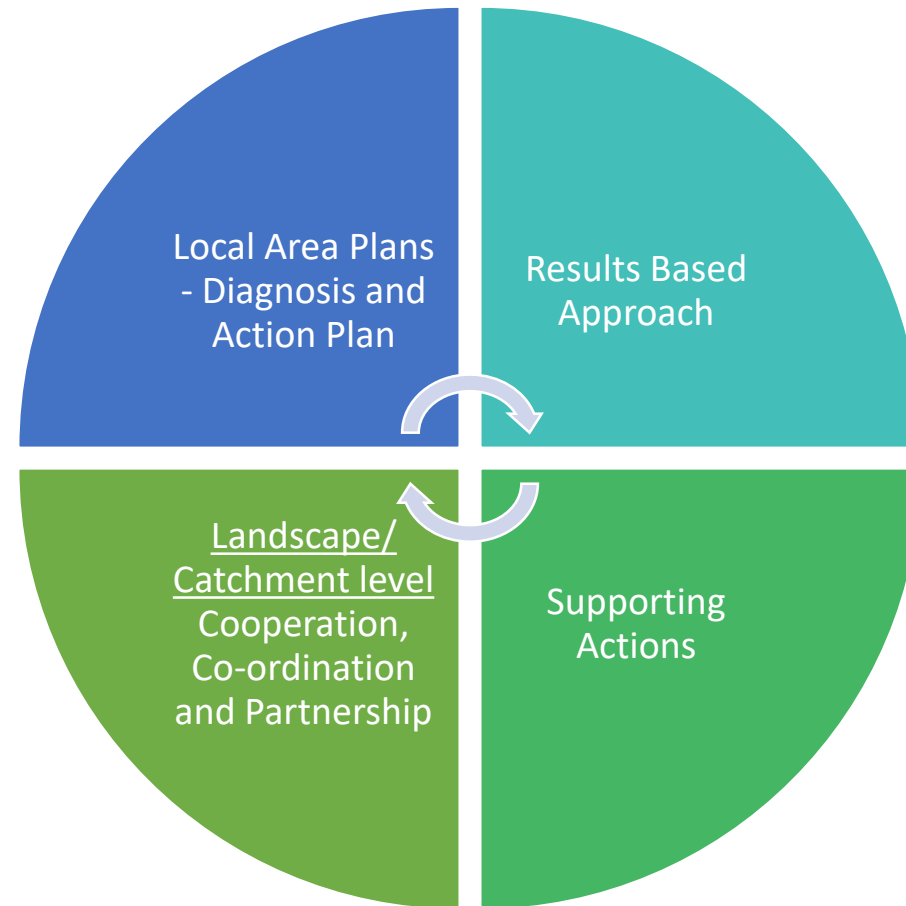 Local Area Plans
- Diagnosis and
Action Plan
Results Based
Approach
Landscape/
Catchment level
Cooperation,
Co-ordination
and Partnership
Supporting
Actions